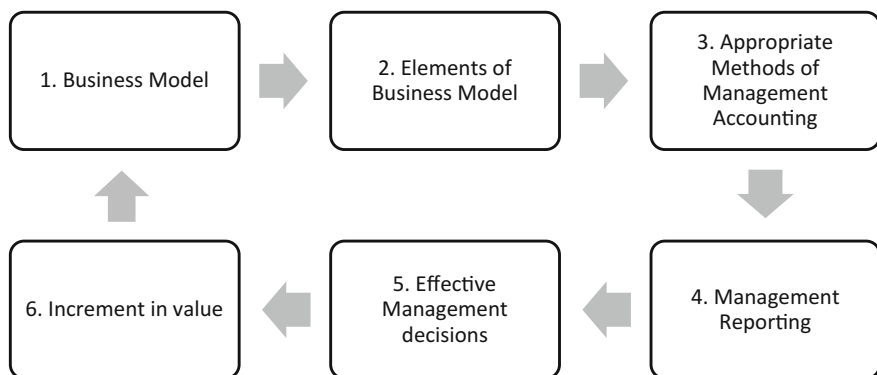 1. Business Model
2. Elements of
Business Model
3. Appropriate
Methods of
Management
Accounting
4. Management
Reporting
5. Effective
Management
decisions
6. Increment in value